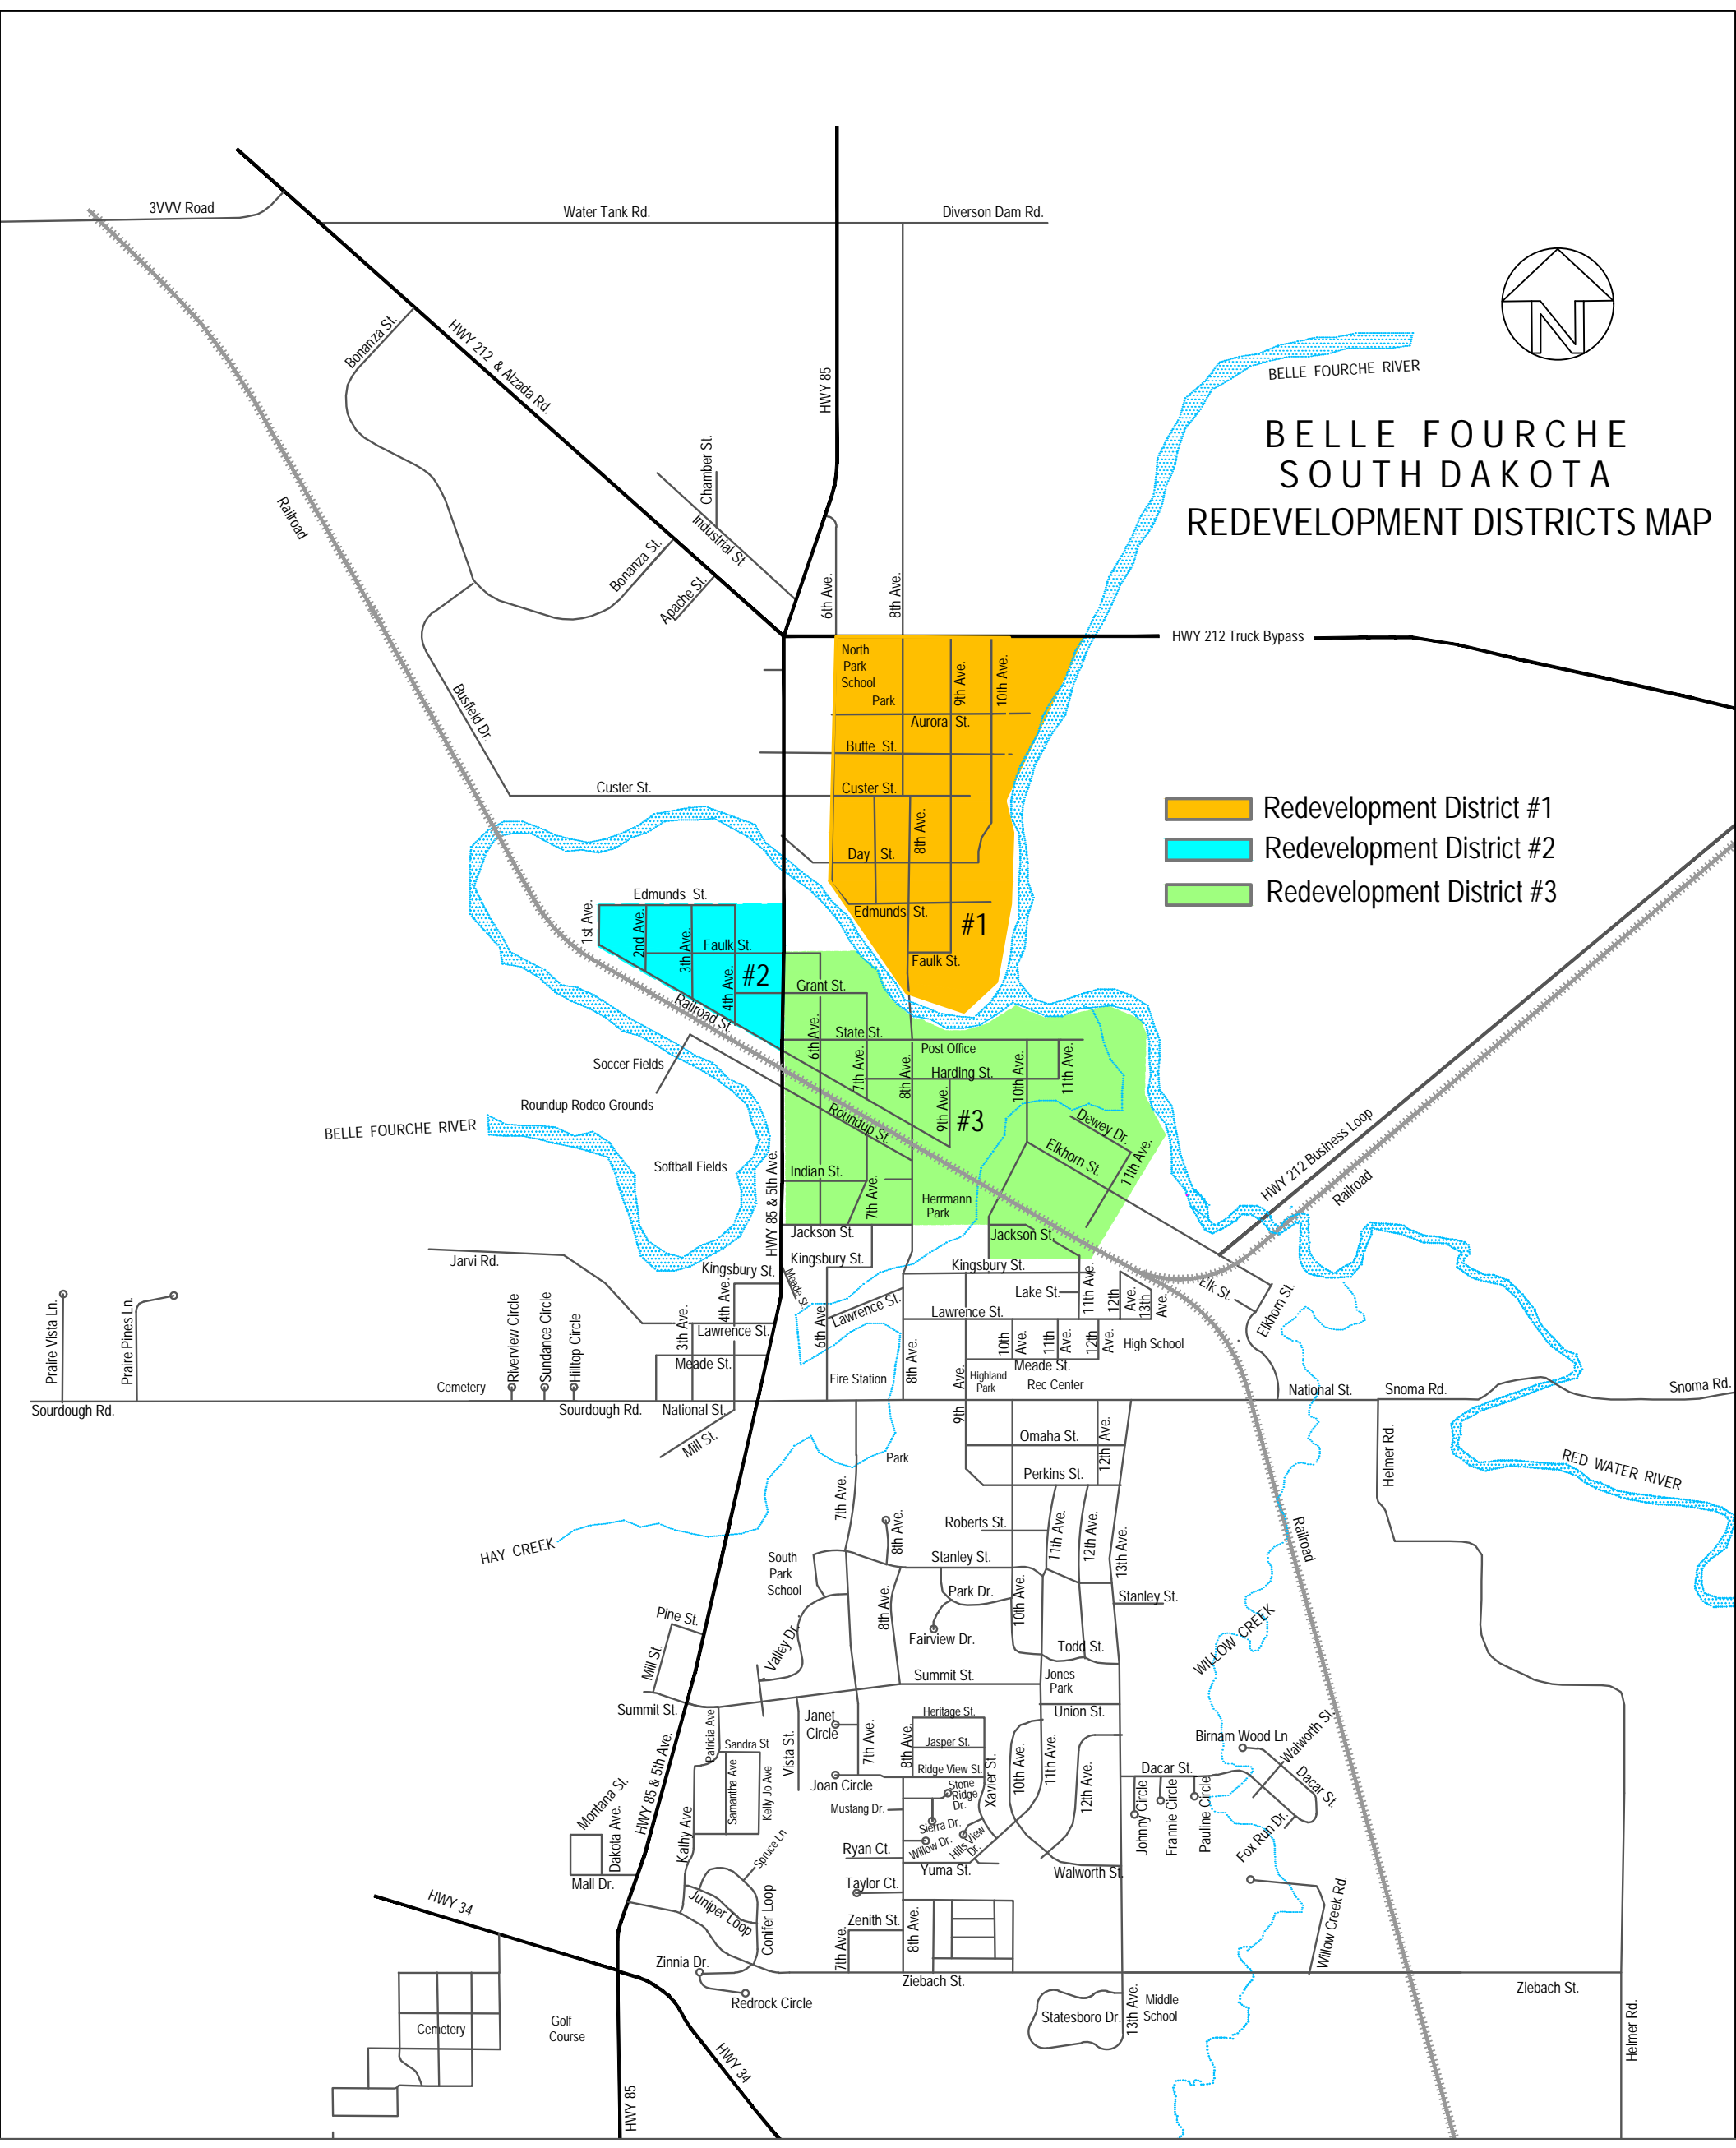 3VVV Road
Water Tank Rd.
Diverson Dam Rd.
BELLE FOURCHE RIVER
BELLE FOURCHE
SOUTH DAKOTA
REDEVELOPMENT DISTRICTS MAP
Bonanza St.
HWY 212 & Alzada Rd.
HWY 85
Railroad
Chamber St.
Industrial St.
Bonanza St.
Apache St.
6th Ave.
8th Ave.
HWY 212 Truck Bypass
North
Park
School
Park
9th Ave.
10th Ave.
Aurora St.
Butte St.
Busfield Dr.
Custer St.
Custer St.
8th Ave.
Day St.
Redevelopment District #1
Redevelopment District #2
Redevelopment District #3
Edmunds St.
Edmunds St.
#1
1st Ave.
2nd Ave.
3th Ave.
Faulk St.
4th Ave.
#2
Faulk St.
Grant St.
Railroad St.
6th Ave.
State St.
Post Office
7th Ave.
8th Ave.
Harding St.
10th Ave.
11th Ave.
Soccer Fields
Roundup Rodeo Grounds
BELLE FOURCHE RIVER
Softball Fields
Roundup St.
9th Ave.
#3
Dewey Dr.
Elkhorn St.
11th Ave.
HWY 212 Business Loop
Railroad
HWY 85 & 5th Ave.
Indian St.
7th Ave.
Herrmann
Park
Jackson St.
Jackson St.
Jarvi Rd.
Kingsbury St.
Kingsbury St.
Kingsbury St.
Meade St.
4th Ave.
Lake St.
11th Ave.
12th
Ave.
13th
Ave.
Elk St.
Elkhorn St.
Praire Vista Ln.
Praire Pines Ln.
Riverview Circle
Sundance Circle
Hilltop Circle
3th Ave.
Lawrence St.
6th Ave.
Lawrence St.
Lawrence St.
10th
Ave.
11th
Ave.
12th
Ave.
High School
Meade St.
8th Ave.
Meade St.
Fire Station
Highland
Park
Rec Center
9th
Ave.
Cemetery
Sourdough Rd.
Sourdough Rd.
National St.
National St.
Snoma Rd.
Snoma Rd.
Mill St.
Park
Omaha St.
12th Ave.
Perkins St.
Helmer Rd.
RED WATER RIVER
7th Ave.
HAY CREEK
8th Ave.
Roberts St.
11th Ave.
12th Ave.
13th Ave.
Railroad
South
Park
School
Stanley St.
Park Dr.
8th Ave.
10th Ave.
Stanley St.
Pine St.
Mill St.
Valley Dr.
Fairview Dr.
Todd St.
WILLOW CREEK
Summit St.
Summit St.
Jones
Park
Union St.
Patricia Ave
Sandra St
Vista St.
Janet
Circle
7th Ave.
8th Ave.
Heritage St.
Jasper St.
Ridge View St.
Xavier St.
10th Ave.
11th Ave.
12th Ave.
Birnam Wood Ln
Walworth St.
Dacar St.
Dacar St.
HWY 85 & 5th Ave.
Samantha Ave
Kelly Jo Ave
Joan Circle
Mustang Dr.
Stone
Ridge
Dr.
Sierra Dr.
Willow Dr.
Hills View
Dr.
Johnny Circle
Frannie Circle
Pauline Circle
Fox Run Dr.
Montana St.
Dakota Ave.
Kathy Ave
Spruce Ln
Ryan Ct.
Yuma St.
Walworth St.
Mall Dr.
Juniper Loop
Conifer Loop
Taylor Ct.
HWY 34
Zenith St.
8th Ave.
7th Ave.
Willow Creek Rd.
Zinnia Dr.
Redrock Circle
Ziebach St.
Ziebach St.
Statesboro Dr.
13th Ave.
Middle
School
Cemetery
Golf
Course
HWY 34
HWY 85
Helmer Rd.
N